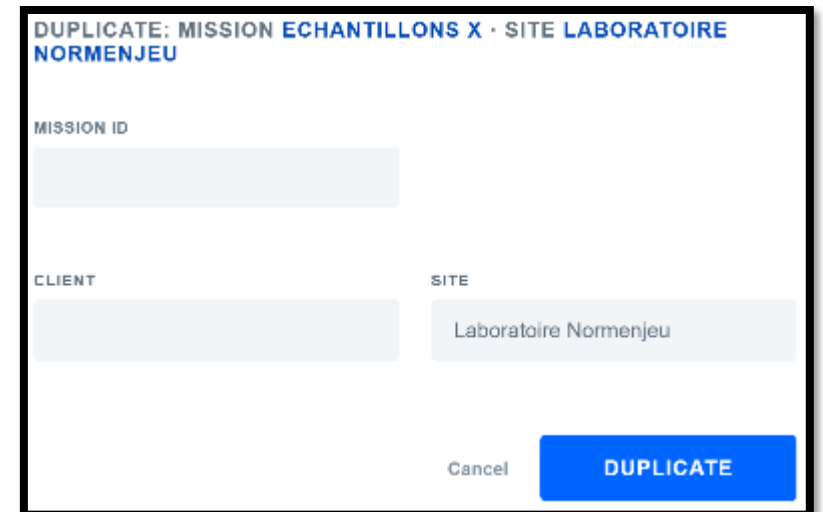 DUPLICATE: MISSION ECHANTILLONS X · SITE LABORATOIRE
NORMENJEU
MISSION ID
CLIENT
SITE
Laboratoire Normenjeu
Cancel
DUPLICATE